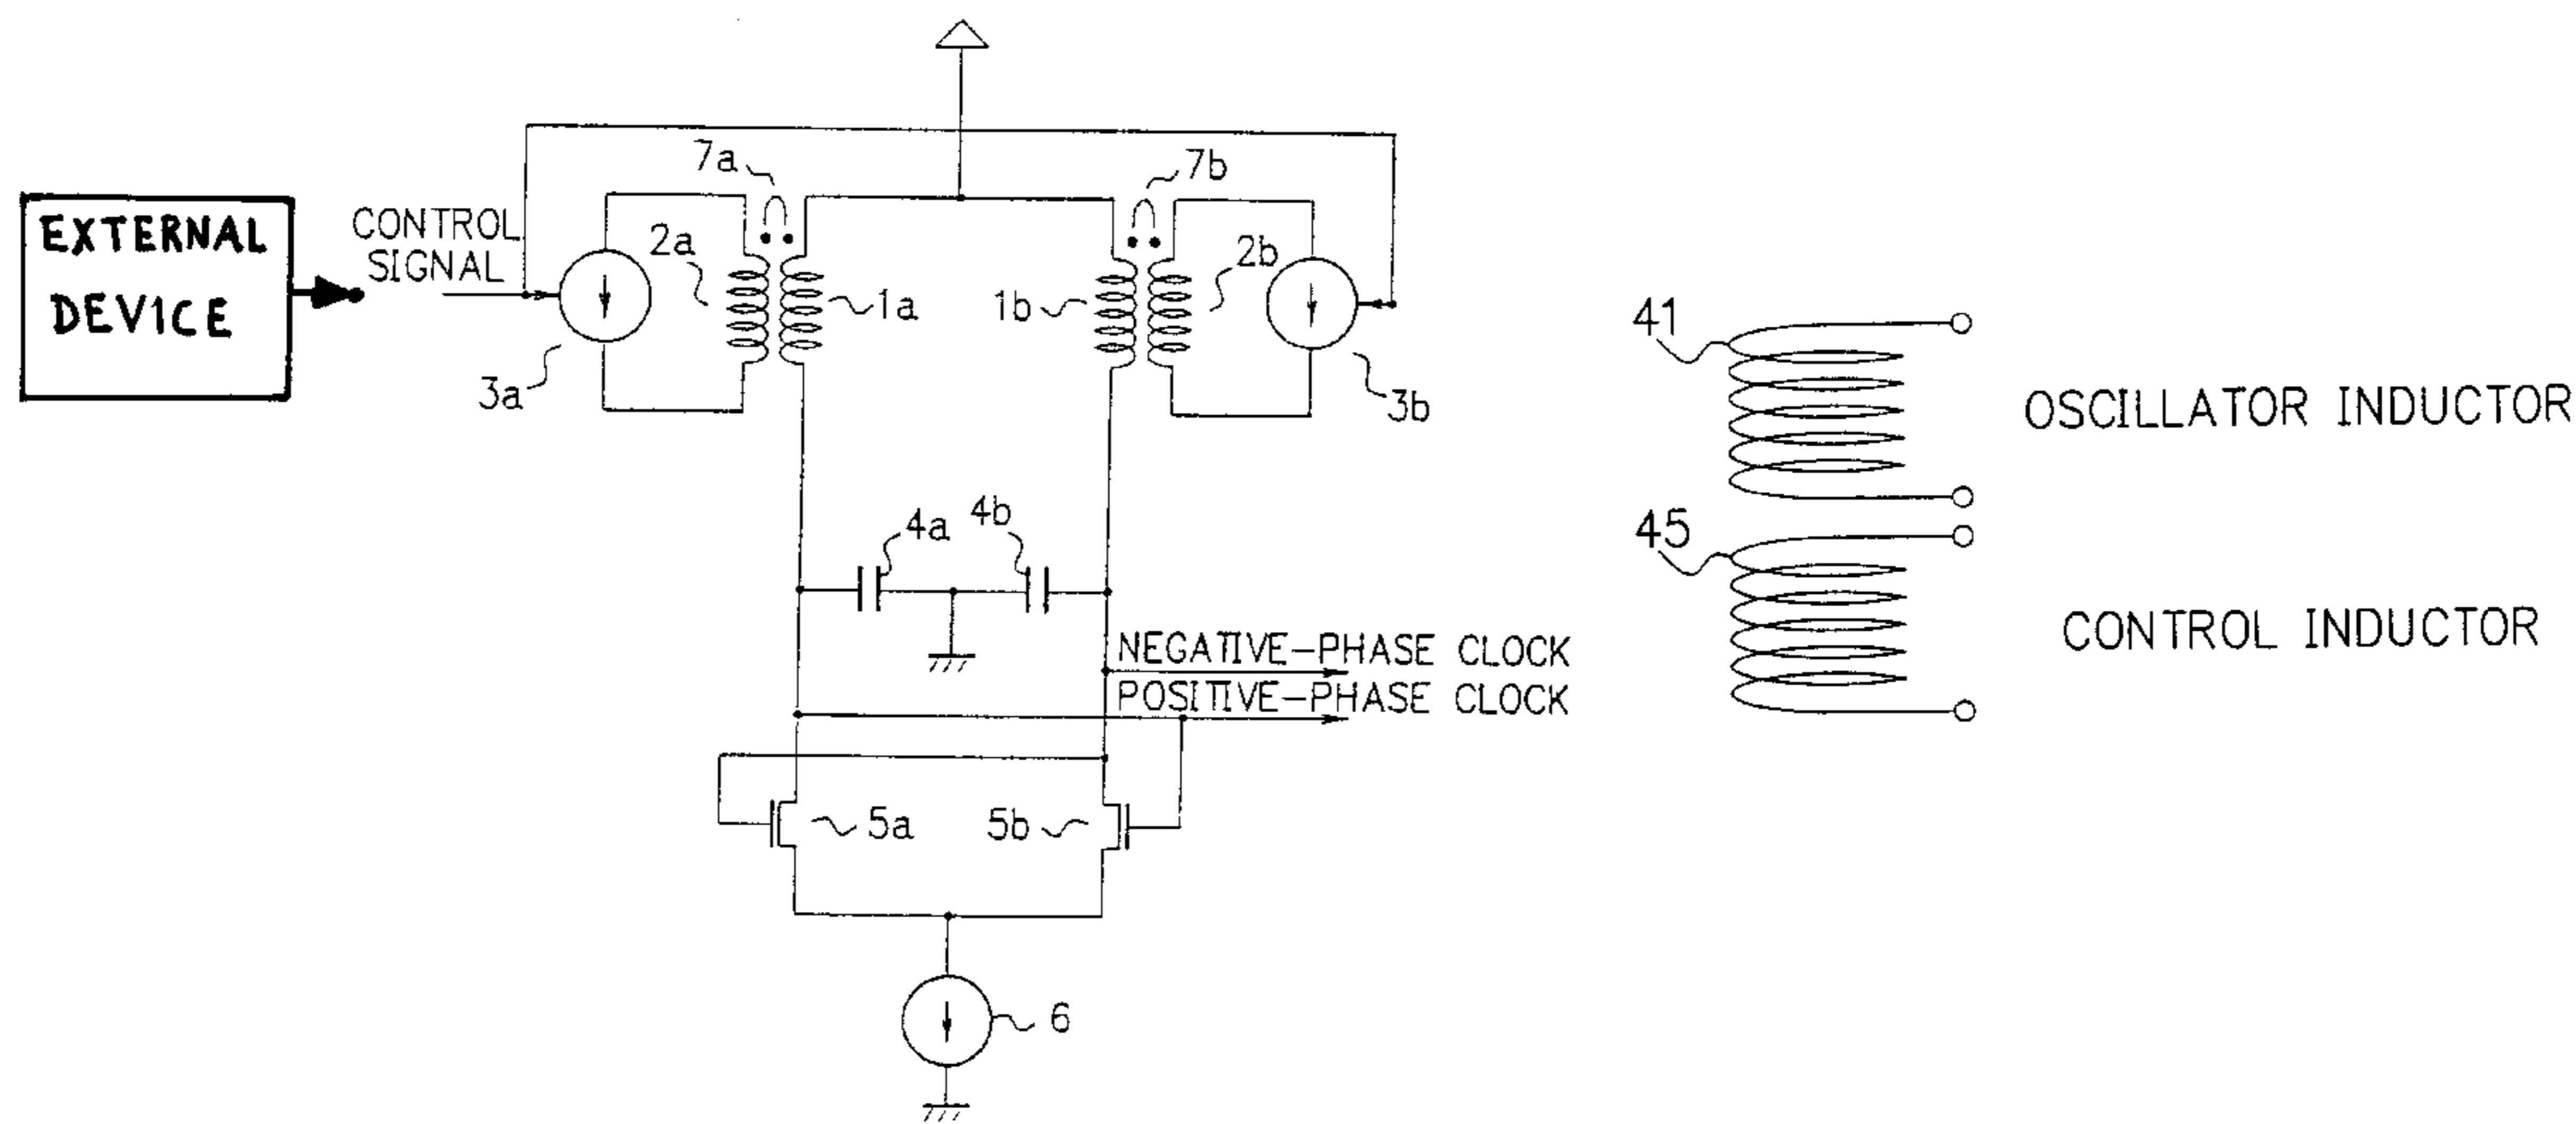 EXTERNAL
DEVICE
CONTROL
SIGNAL
7a
7b
2a
1a
1b
2b
3a
3b
4a
4b
NEGATIVE-PHASE CLOCK
POSITIVE-PHASE CLOCK
5a
5b
6
41
OSCILLATOR INDUCTOR
45
CONTROL INDUCTOR